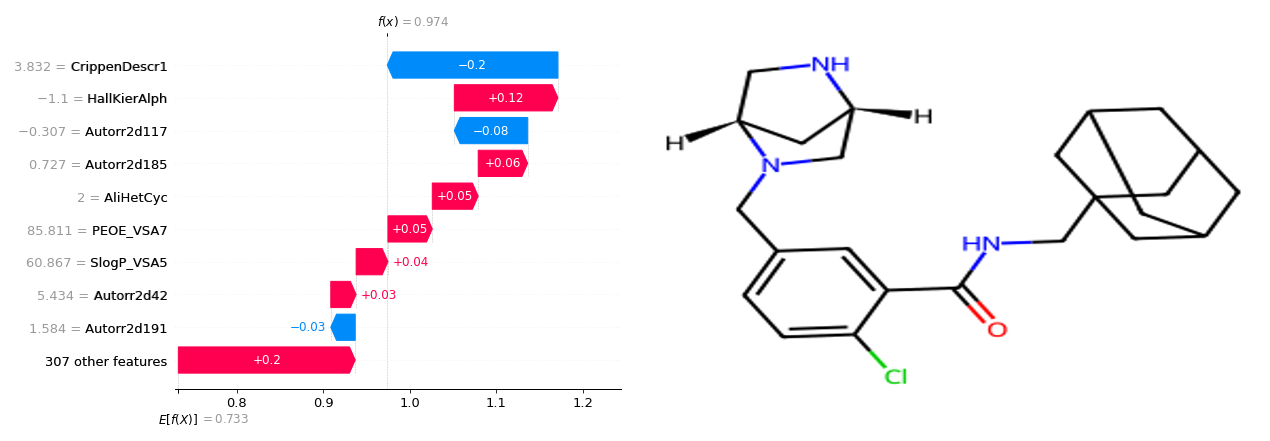 f(x) = 0.974
3.832 = CrippenDescr1
−0.2
−1.1 = HallKierAlph
+0.12
−0.307 = Autorr2d117
−0.08
0.727 = Autorr2d185
+0.06
2 = AliHetCyc
+0.05
85.811 = PEOE_VSA7
+0.05
60.867 = SlogP_VSA5
+0.04
5.434 = Autorr2d42
+0.03
1.584 = Autorr2d191
−0.03
307 other features
+0.2
0.8 0.9 1.0 1.1 1.2
E[f(X)] = 0.733
NH
H
H
N
HN
O
Cl